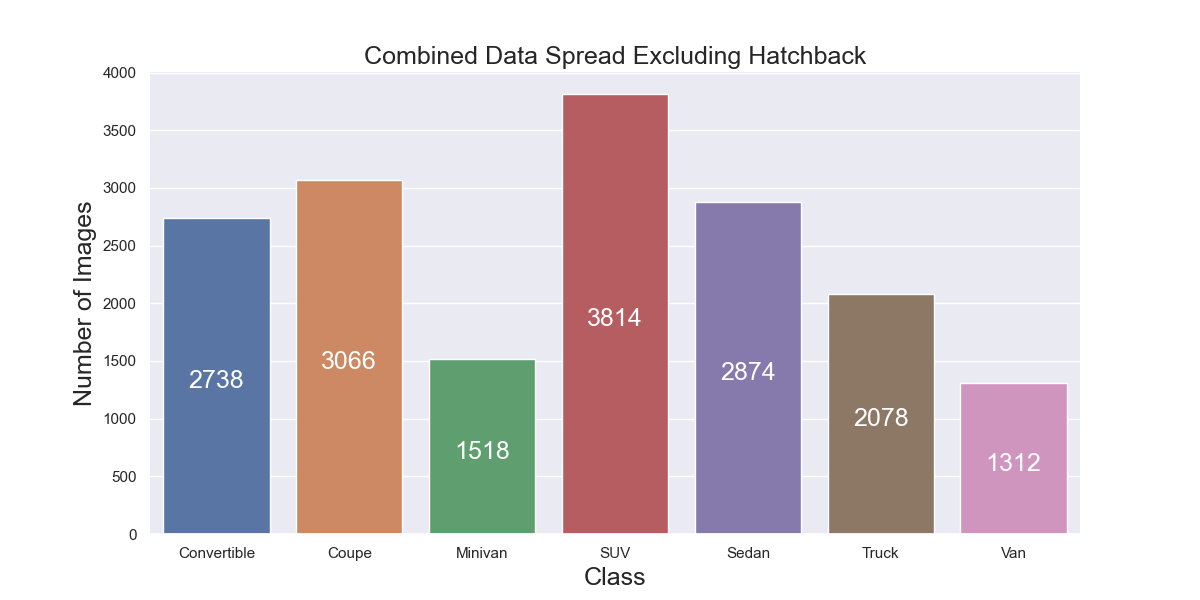 Combined Data Spread Excluding Hatchback
4000
3500
3000
2500
2000
1500
1000
500
0
Number of Images
2738
3066
1518
3814
2874
2078
1312
Convertible
Coupe
Minivan
SUV
Sedan
Truck
Van
Class